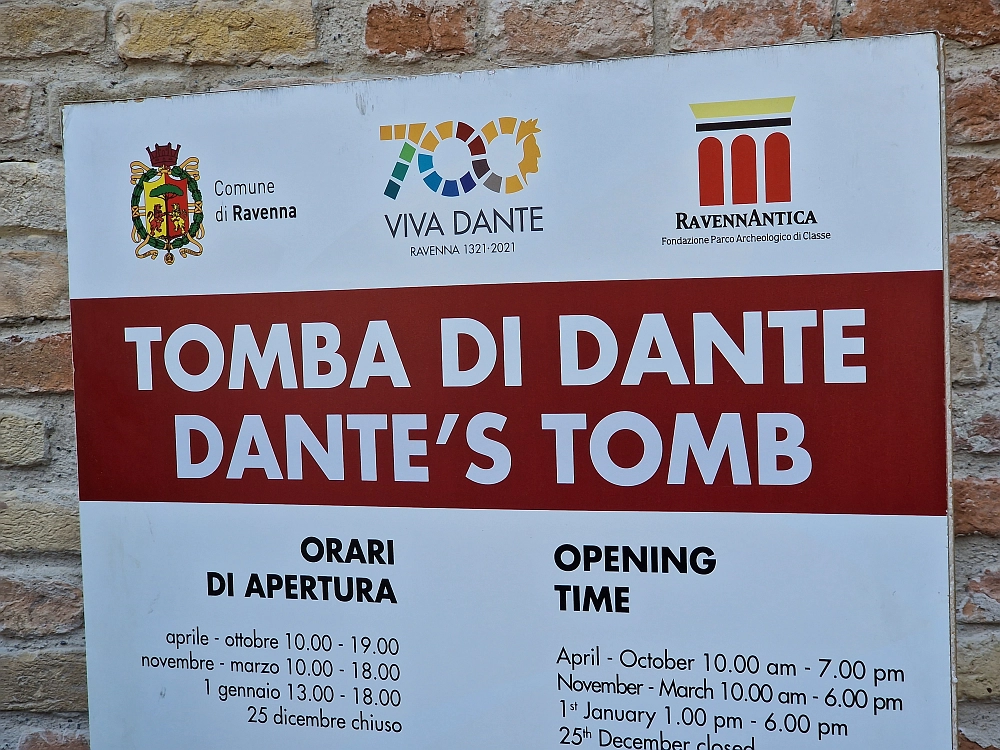 Comune
di Ravenna
700
VIVA DANTE
RAVENNA 1321-2021
RAVENNANTICA
Fondazione Parco Archeologico di Classe
TOMBA DI DANTE
DANTE'S TOMB
ORARI
DI APERTURA
aprile - ottobre 10.00 - 19.00
novembre - marzo 10.00 - 18.00
1 gennaio 13.00 - 18.00
25 dicembre chiuso
OPENING
TIME
April - October 10.00 am - 7.00 pm
November - March 10.00 am - 6.00 pm
1st January 1.00 pm - 6.00 pm
25th December closed